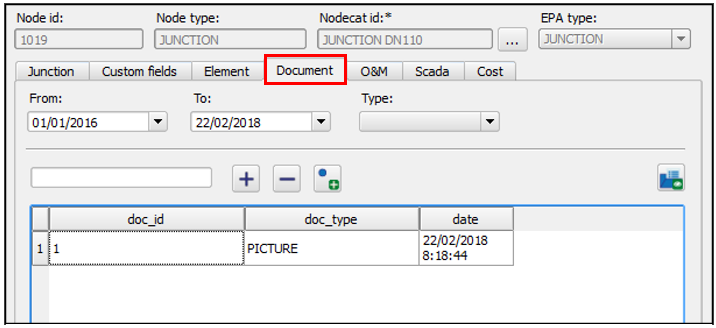 Node id: Node type: Nodecat id:* EPA type:
1019 JUNCTION JUNCTION DN110 ... JUNCTION
Junction Custom fields Element Document O&M Scada Cost
From: To: Type:
01/01/2016 22/02/2018
doc_id doc_type date
1 1 PICTURE 22/02/2018
8:18:44